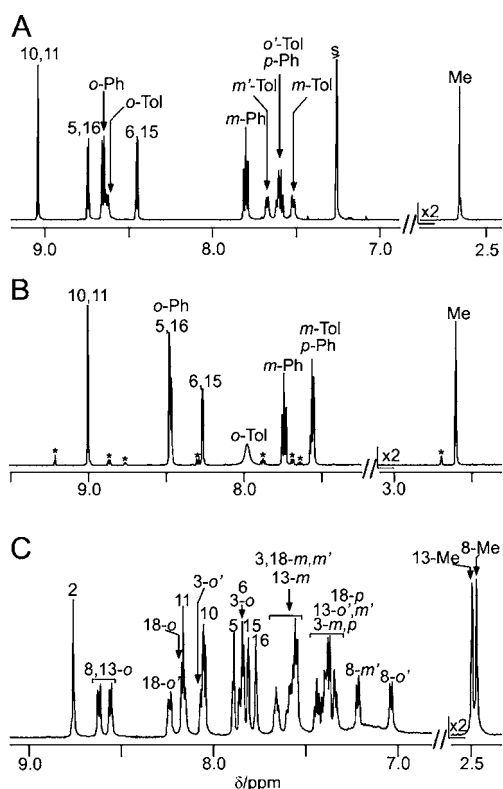 A
10,11
5,16
o-Ph
o-Tol
6,15
o'-Tol
p-Ph
m'-Tol
m-Tol
m-Ph
S
Me
x2
9.0
8.0
7.0
2.5
B
10,11
o-Ph
5,16
6,15
o-Tol
m-Ph
m-Tol
p-Ph
Me
x2
* * * * * * * *
9.0
8.0
3.0
C
2
8,13-o
18-o'
18-o
11
3-o'
10
5
6
3-o
15
16
3,18-m,m'
13-m
18-p
13-o',m'
3-m,p
8-m'
8-o'
13-Me
8-Me
x2
9.0
8.0
7.0
2.5
δ/ppm